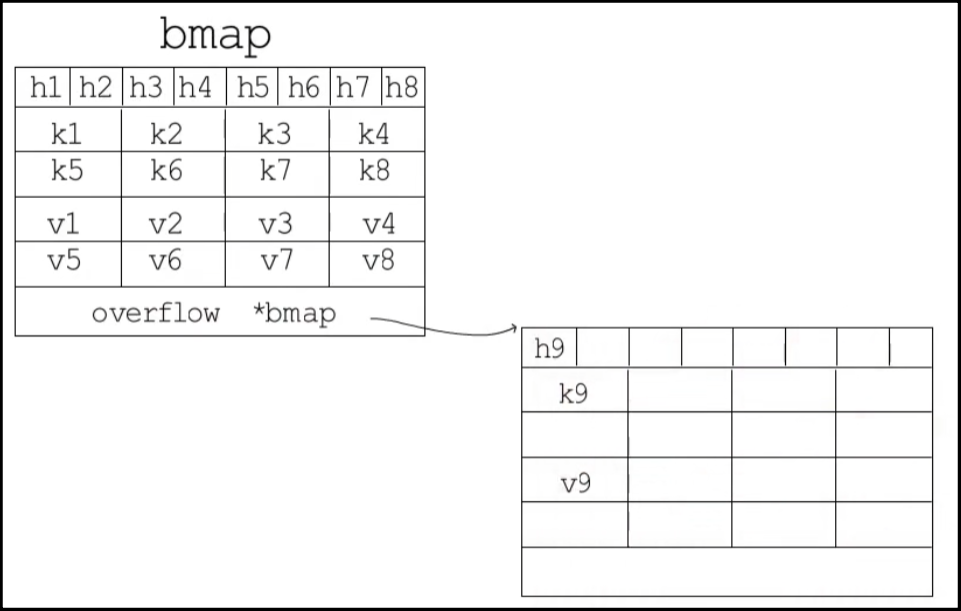 bmap
h1 h2 h3 h4 h5 h6 h7 h8
k1 k2 k3 k4
k5 k6 k7 k8
v1 v2 v3 v4
v5 v6 v7 v8
overflow *bmap
h9
k9
v9